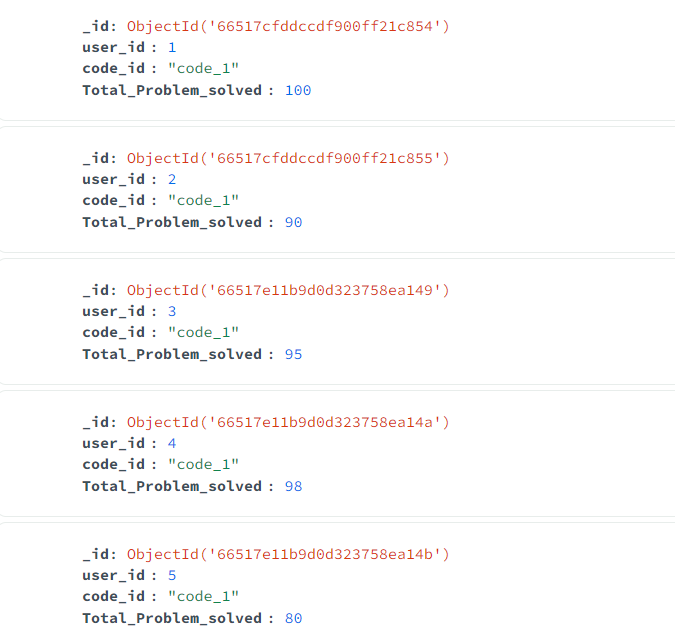 _id: ObjectId('66517cfddccdf900ff21c854')
user_id : 1
code_id : "code_1"
Total_Problem_solved : 100
_id: ObjectId('66517cfddccdf900ff21c855')
user_id : 2
code_id : "code_1"
Total_Problem_solved : 90
_id: ObjectId('66517e11b9d0d323758ea149')
user_id : 3
code_id : "code_1"
Total_Problem_solved : 95
_id: ObjectId('66517e11b9d0d323758ea14a')
user_id : 4
code_id : "code_1"
Total_Problem_solved : 98
_id: ObjectId('66517e11b9d0d323758ea14b')
user_id : 5
code_id : "code_1"
Total_Problem_solved : 80